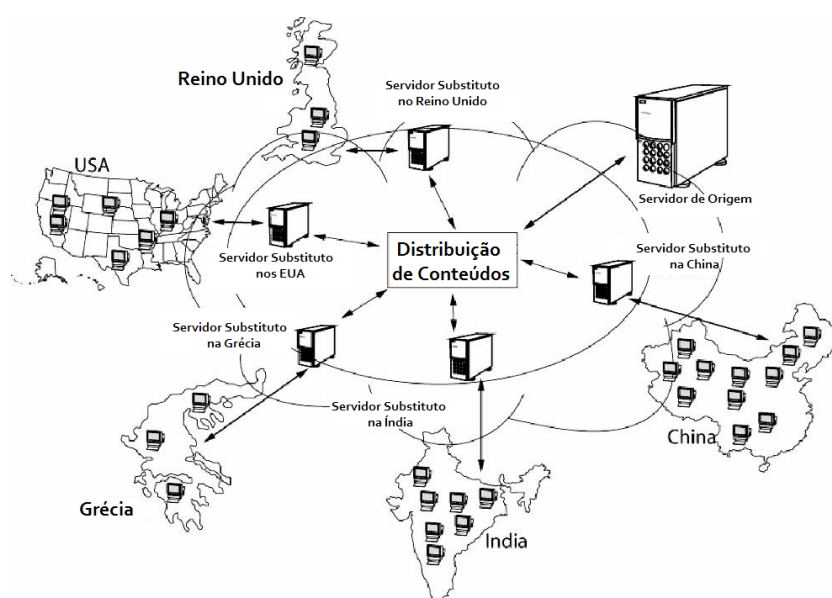 Reino Unido
Servidor Substituto
no Reino Unido
USA
Servidor de Origem
Servidor Substituto
nos EUA
Distribuição
de Conteúdos
Servidor Substituto
na China
Servidor Substituto
na Grécia
Servidor Substituto
na Índia
China
Grécia
India